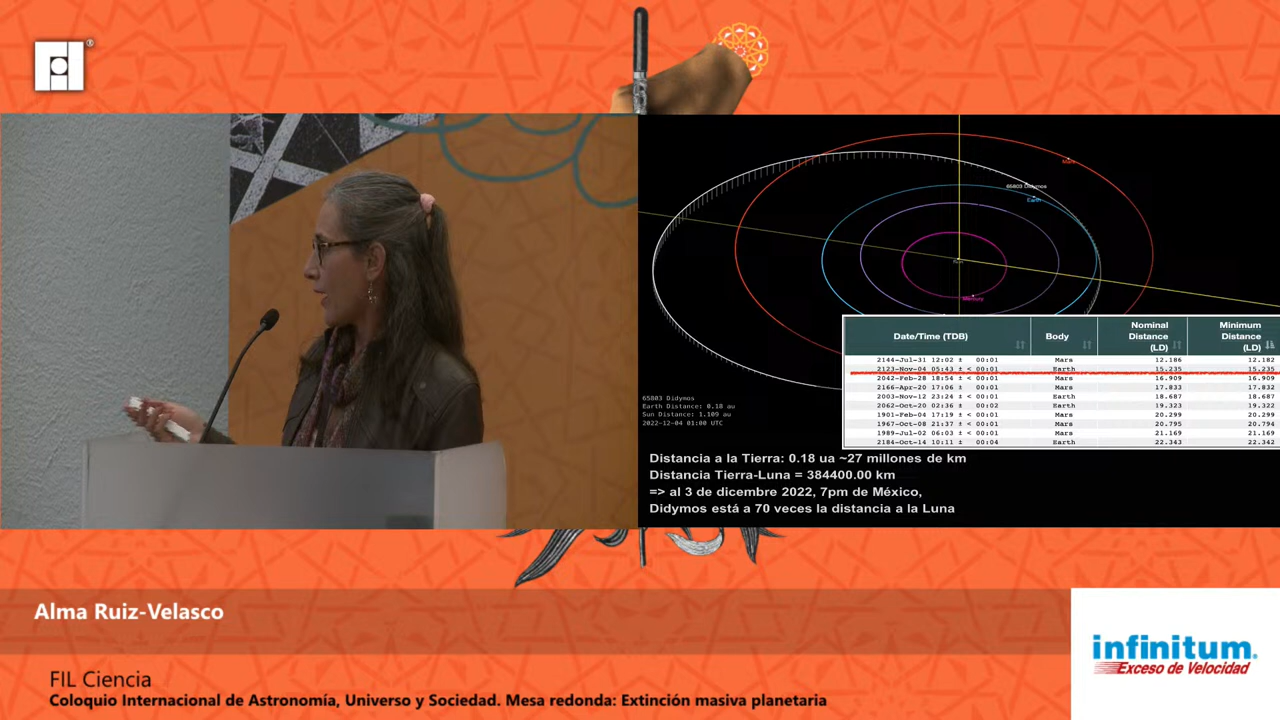 ®
Mars
65803 Didymos
Earth
Sun
Mercury
Date/Time (TDB) Body Nominal Distance (LD) Minimum Distance (LD)
2144-Jul-31 12:02 ± 00:01 Mars 12.186 12.182
2123-Nov-04 05:43 ± < 00:01 Earth 15.235 15.235
2042-Feb-28 18:54 ± < 00:01 Mars 16.909 16.909
2166-Apr-20 17:06 ± 00:01 Mars 17.833 17.832
2003-Nov-12 23:24 ± < 00:01 Earth 18.687 18.687
2062-Oct-20 02:36 ± 00:02 Earth 19.323 19.322
1901-Feb-04 17:19 ± < 00:01 Mars 20.299 20.299
1967-Oct-08 21:37 ± 00:01 Mars 20.795 20.794
1989-Jul-02 06:03 ± < 00:01 Mars 21.169 21.169
2184-Oct-14 10:11 ± 00:04 Earth 22.343 22.342
65803 Didymos
Earth Distance: 0.18 au
Sun Distance: 1.109 au
2022-12-04 01:00 UTC
Distancia a la Tierra: 0.18 ua ~27 millones de km
Distancia Tierra-Luna = 384400.00 km
=> al 3 de dicembre 2022, 7pm de México,
Didymos está a 70 veces la distancia a la Luna
Alma Ruiz-Velasco
FIL Ciencia
Coloquio Internacional de Astronomía, Universo y Sociedad. Mesa redonda: Extinción masiva planetaria
infinitum.
Exceso de Velocidad